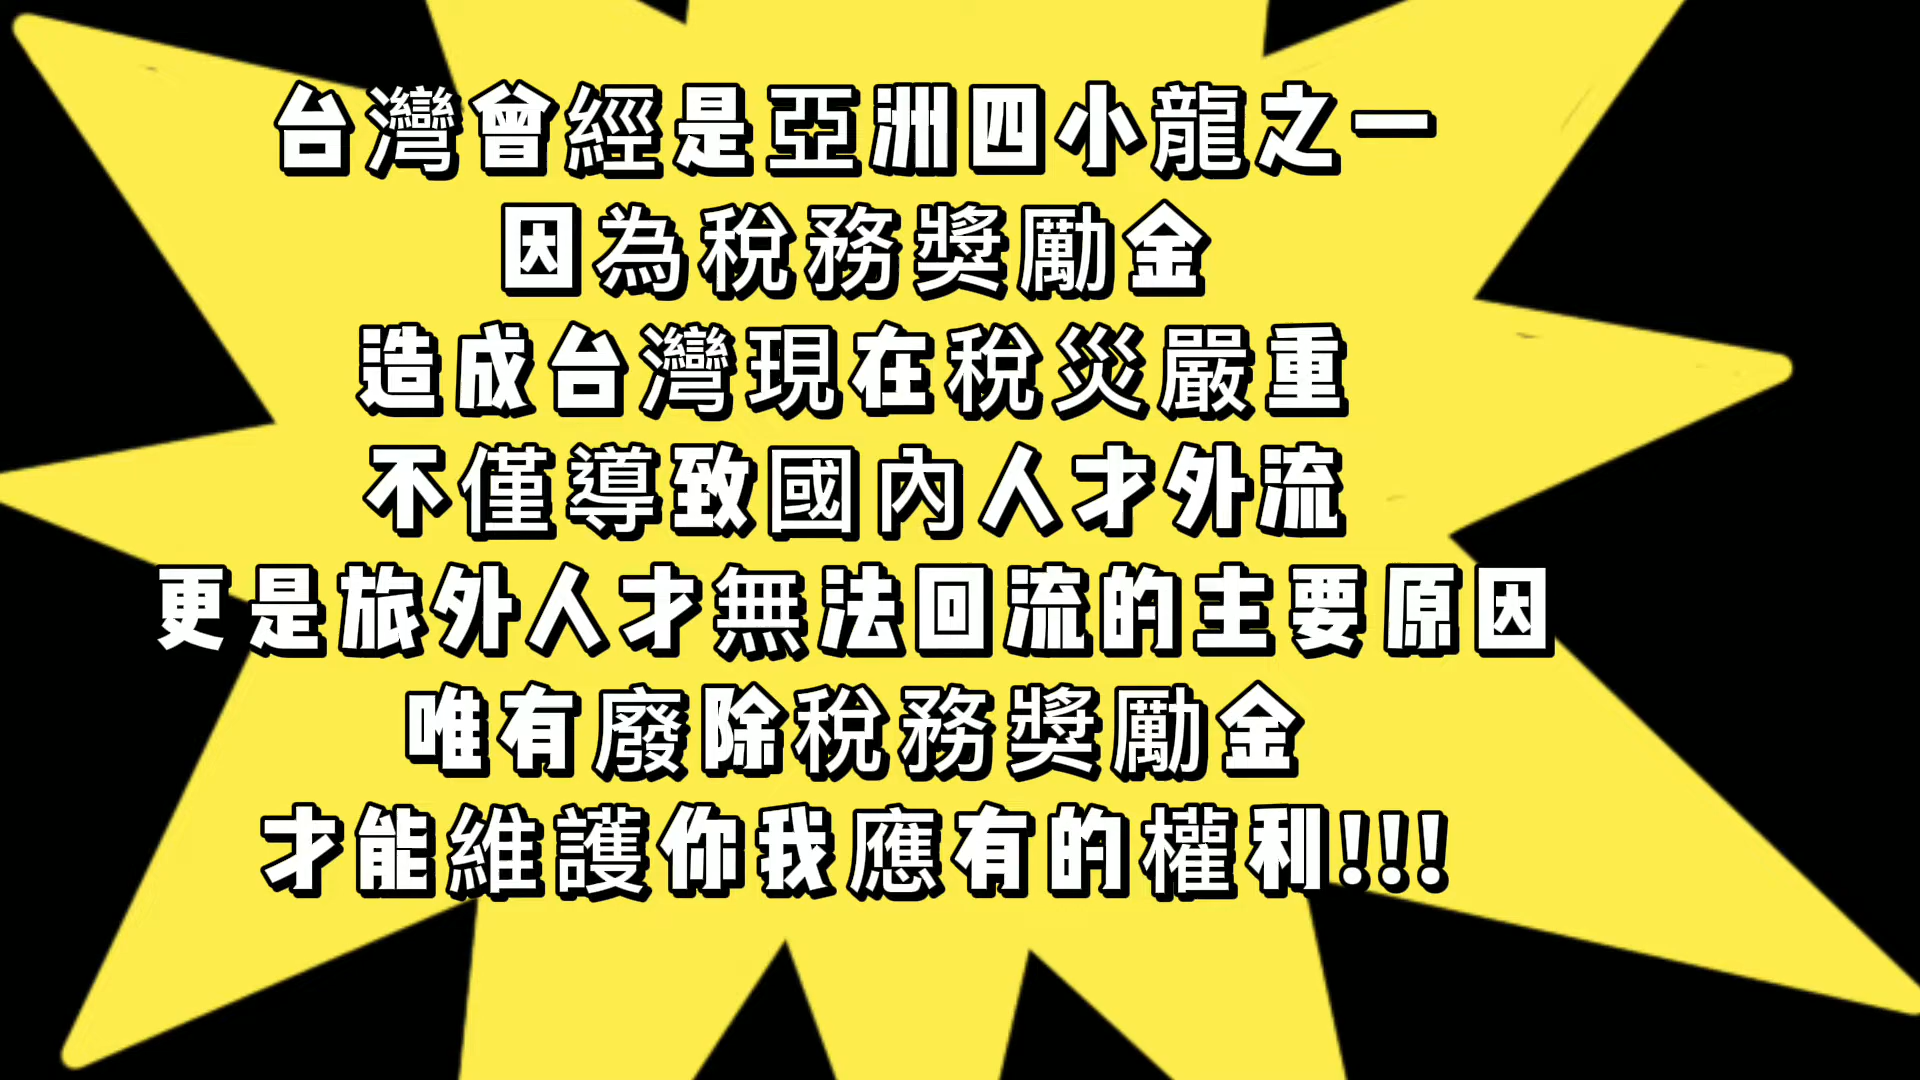 台灣曾經是亞洲四小龍之一
因為稅務獎勵金
造成台灣現在稅災嚴重
不僅導致國內人才外流
更是旅外人才無法回流的主要原因
唯有廢除稅務獎勵金
才能維護你我應有的權利!!!